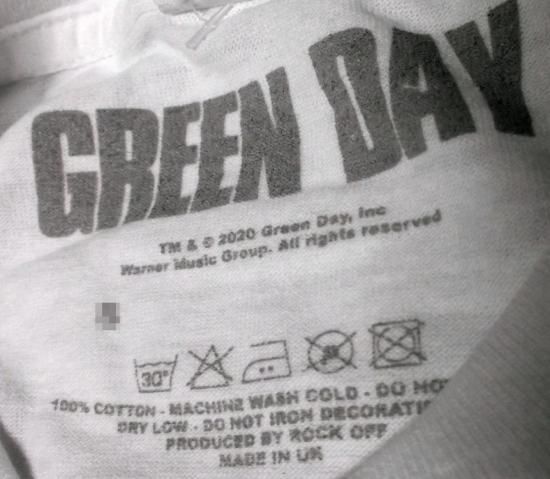 GREEN DAY
TM & © 2020 Green Day, Inc
Warner Music Group. All rights reserved
30°
100% COTTON - MACHINE WASH COLD - DO NO
DRY LOW - DO NOT IRON DECORATI
PRODUCED BY ROCK OFF
MADE IN UK